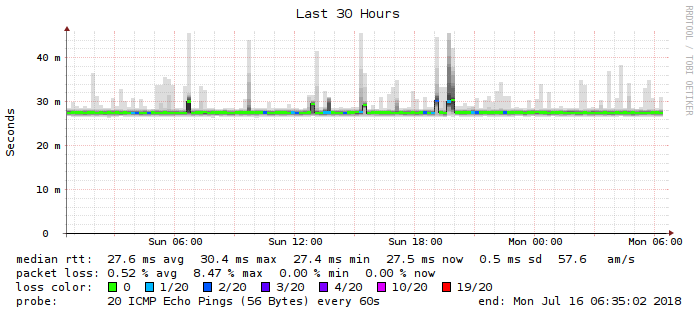 Last 30 Hours
RRDTOOL / TOBI OETIKER
Seconds
40 m
30 m
20 m
10 m
0
Sun 06:00 Sun 12:00 Sun 18:00 Mon 00:00 Mon 06:00
median rtt: 27.6 ms avg 30.4 ms max 27.4 ms min 27.5 ms now 0.5 ms sd 57.6 am/s
packet loss: 0.52 % avg 8.47 % max 0.00 % min 0.00 % now
loss color: 0 1/20 2/20 3/20 4/20 10/20 19/20
probe: 20 ICMP Echo Pings (56 Bytes) every 60s end: Mon Jul 16 06:35:02 2018